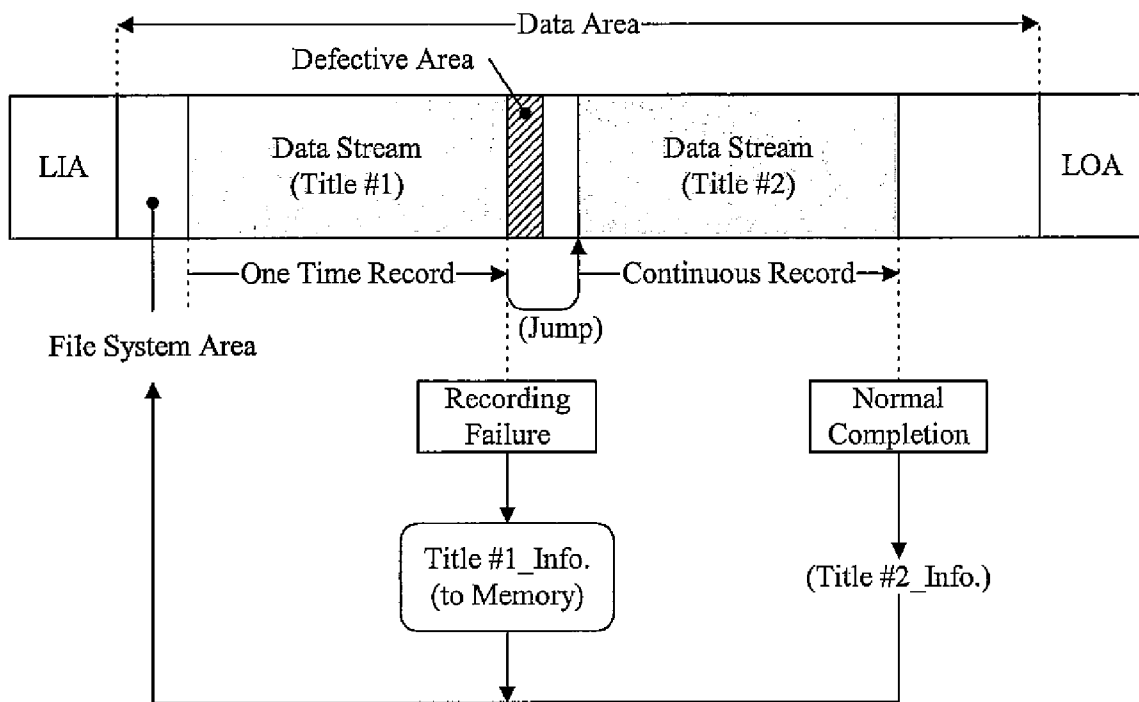 Data Area
Defective Area
LIA
Data Stream
(Title #1)
Data Stream
(Title #2)
LOA
One Time Record
Continuous Record
(Jump)
File System Area
Recording
Failure
Normal
Completion
Title #1_Info.
(to Memory)
(Title #2_Info.)